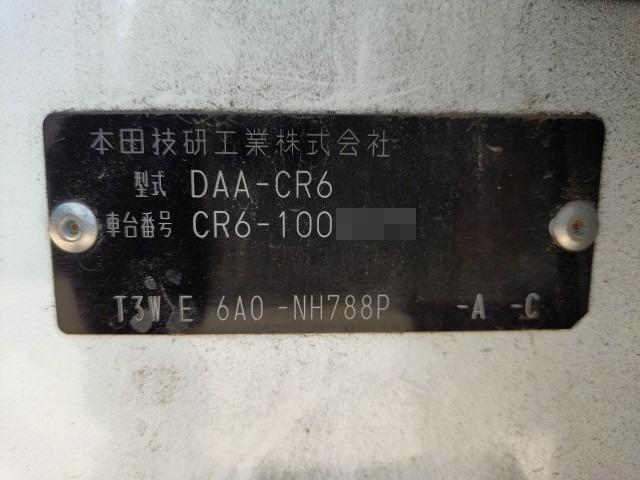 本田技研工業株式会社
型式 DAA-CR6
車台番号 CR6-100
T3W E 6A0 -NH788P -A -C